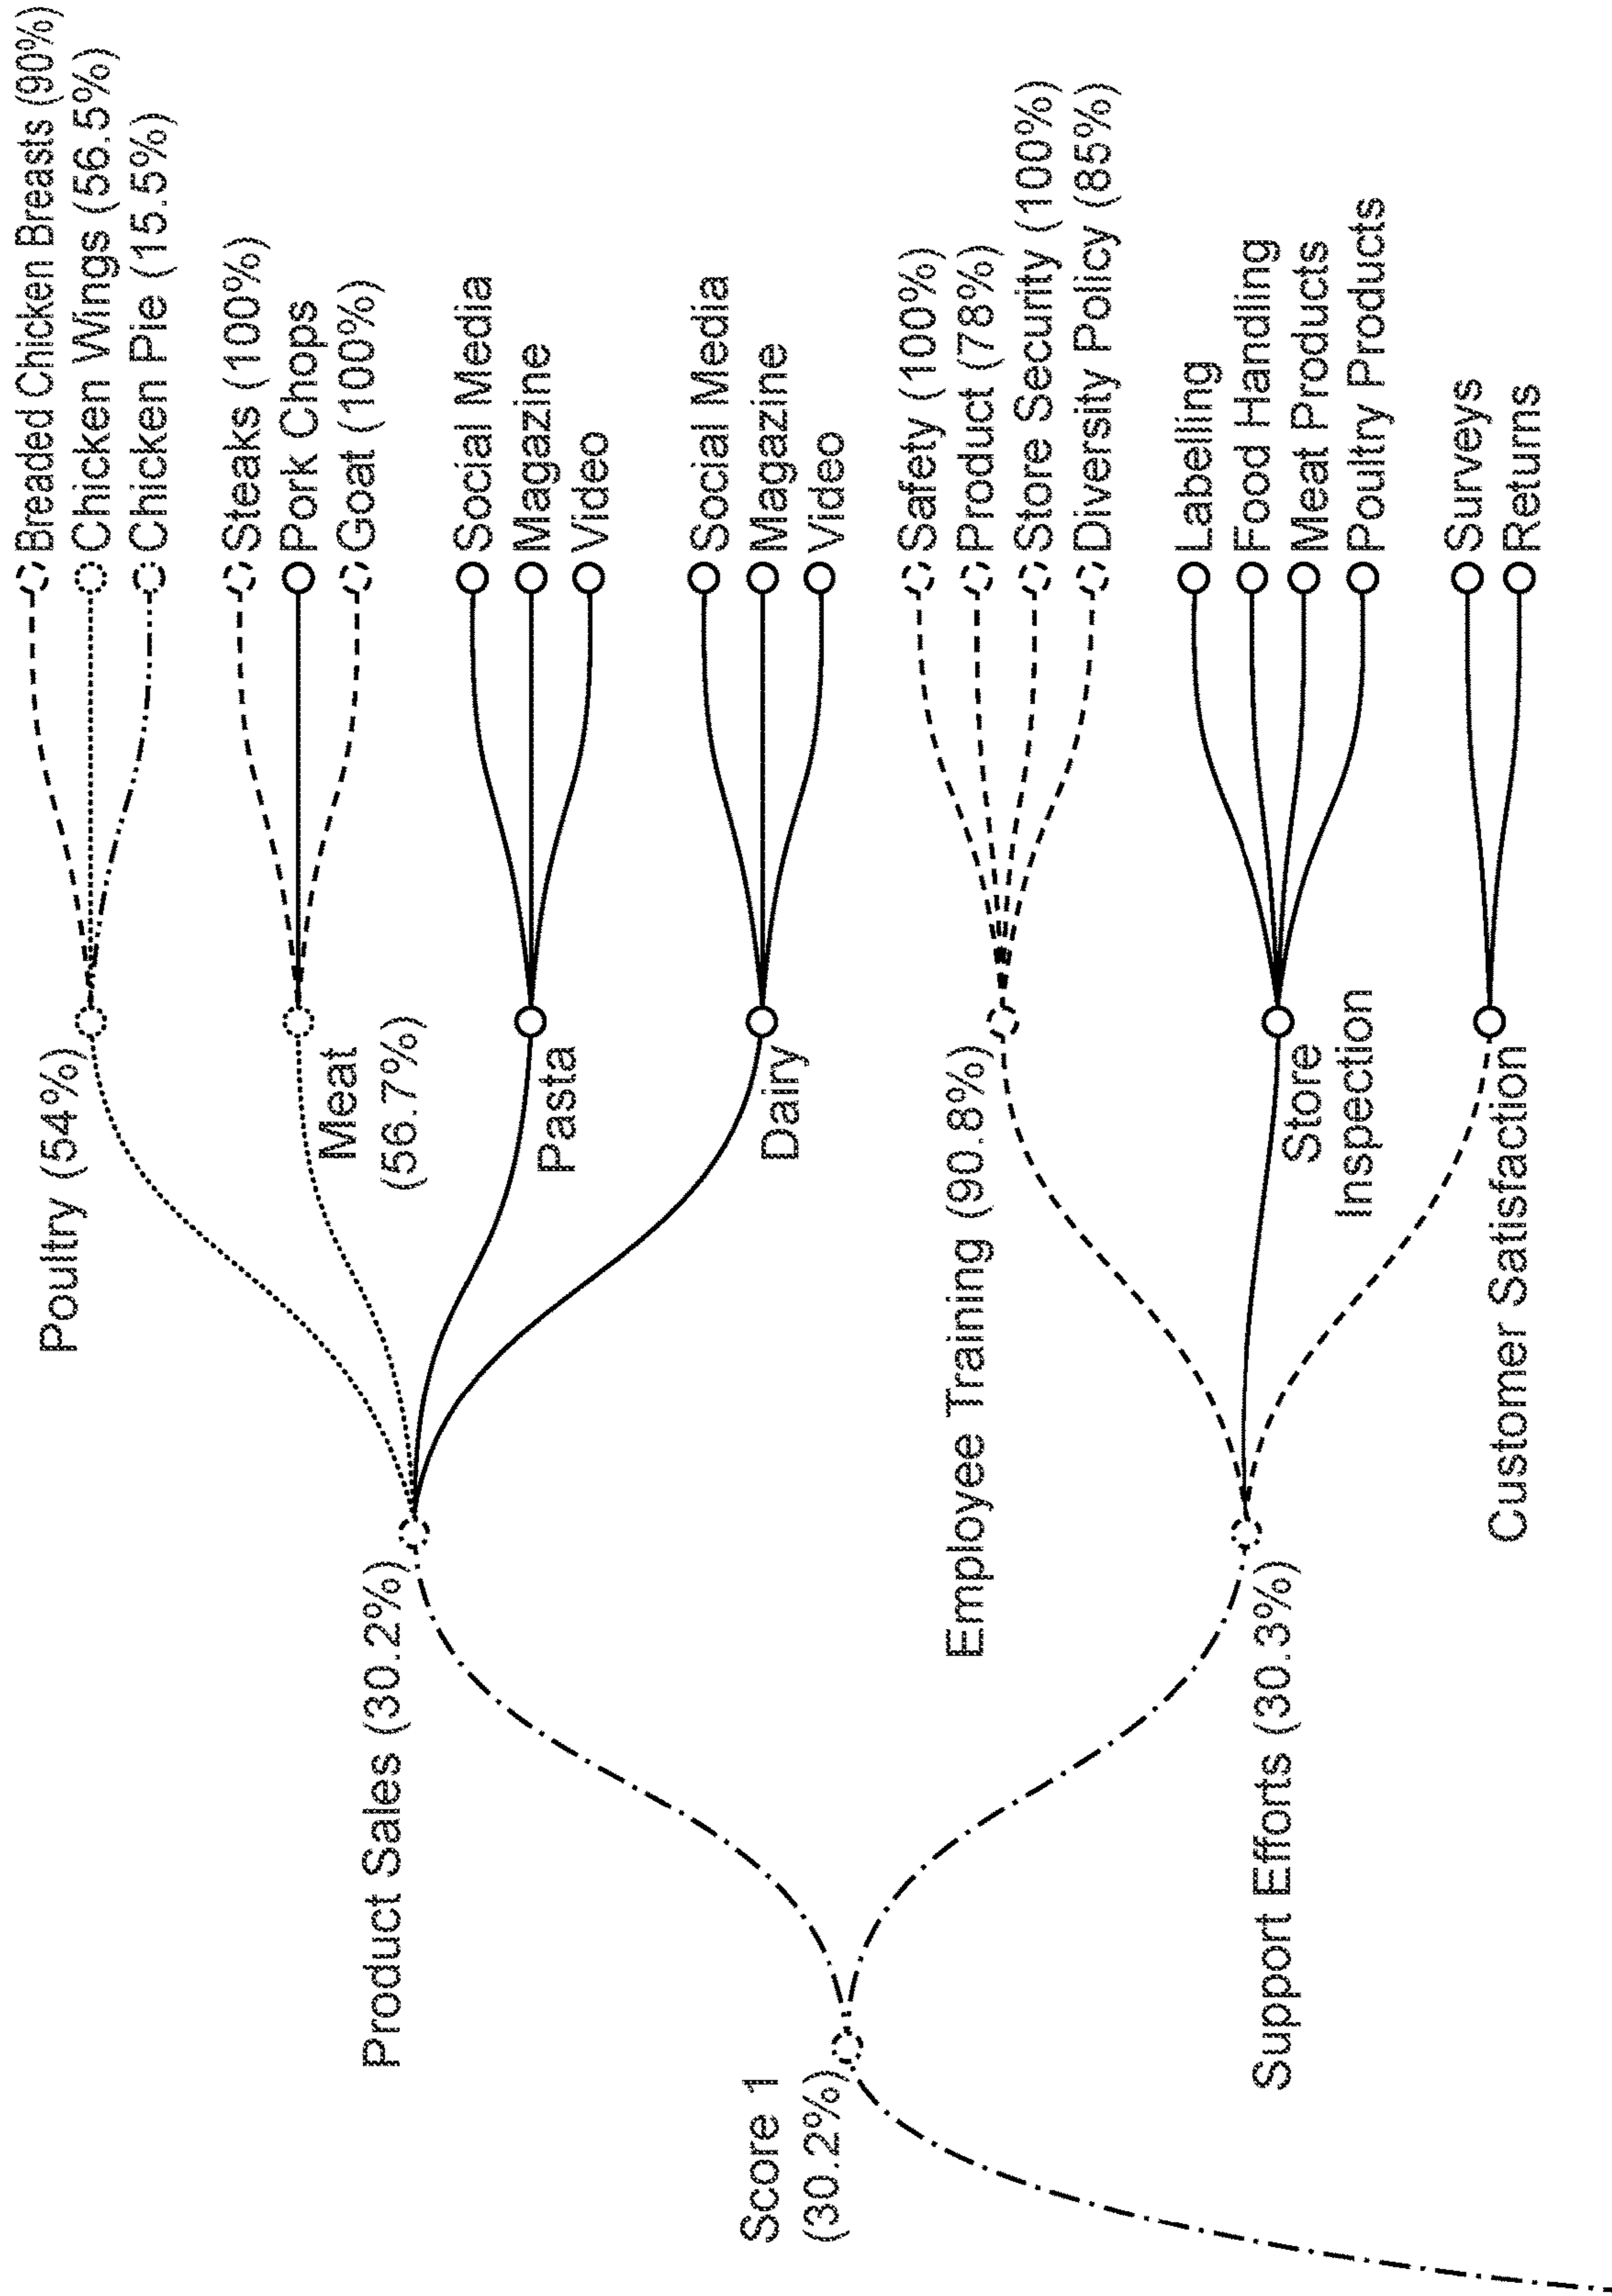 Breaded Chicken Breasts (90%)
Chicken Wings (56.5%)
Chicken Pie (15.5%)
Poultry (54%)
Steaks (100%)
Pork Chops
Goat (100%)
Meat
(56.7%)
Product Sales (30.2%)
Social Media
Magazine
Video
Pasta
Social Media
Magazine
Video
Dairy
Score 1
(30.2%)
Safety (100%)
Product (78%)
Store Security (100%)
Diversity Policy (85%)
Employee Training (90.8%)
Labelling
Food Handling
Meat Products
Poultry Products
Store
Inspection
Support Efforts (30.3%)
Surveys
Returns
Customer Satisfaction